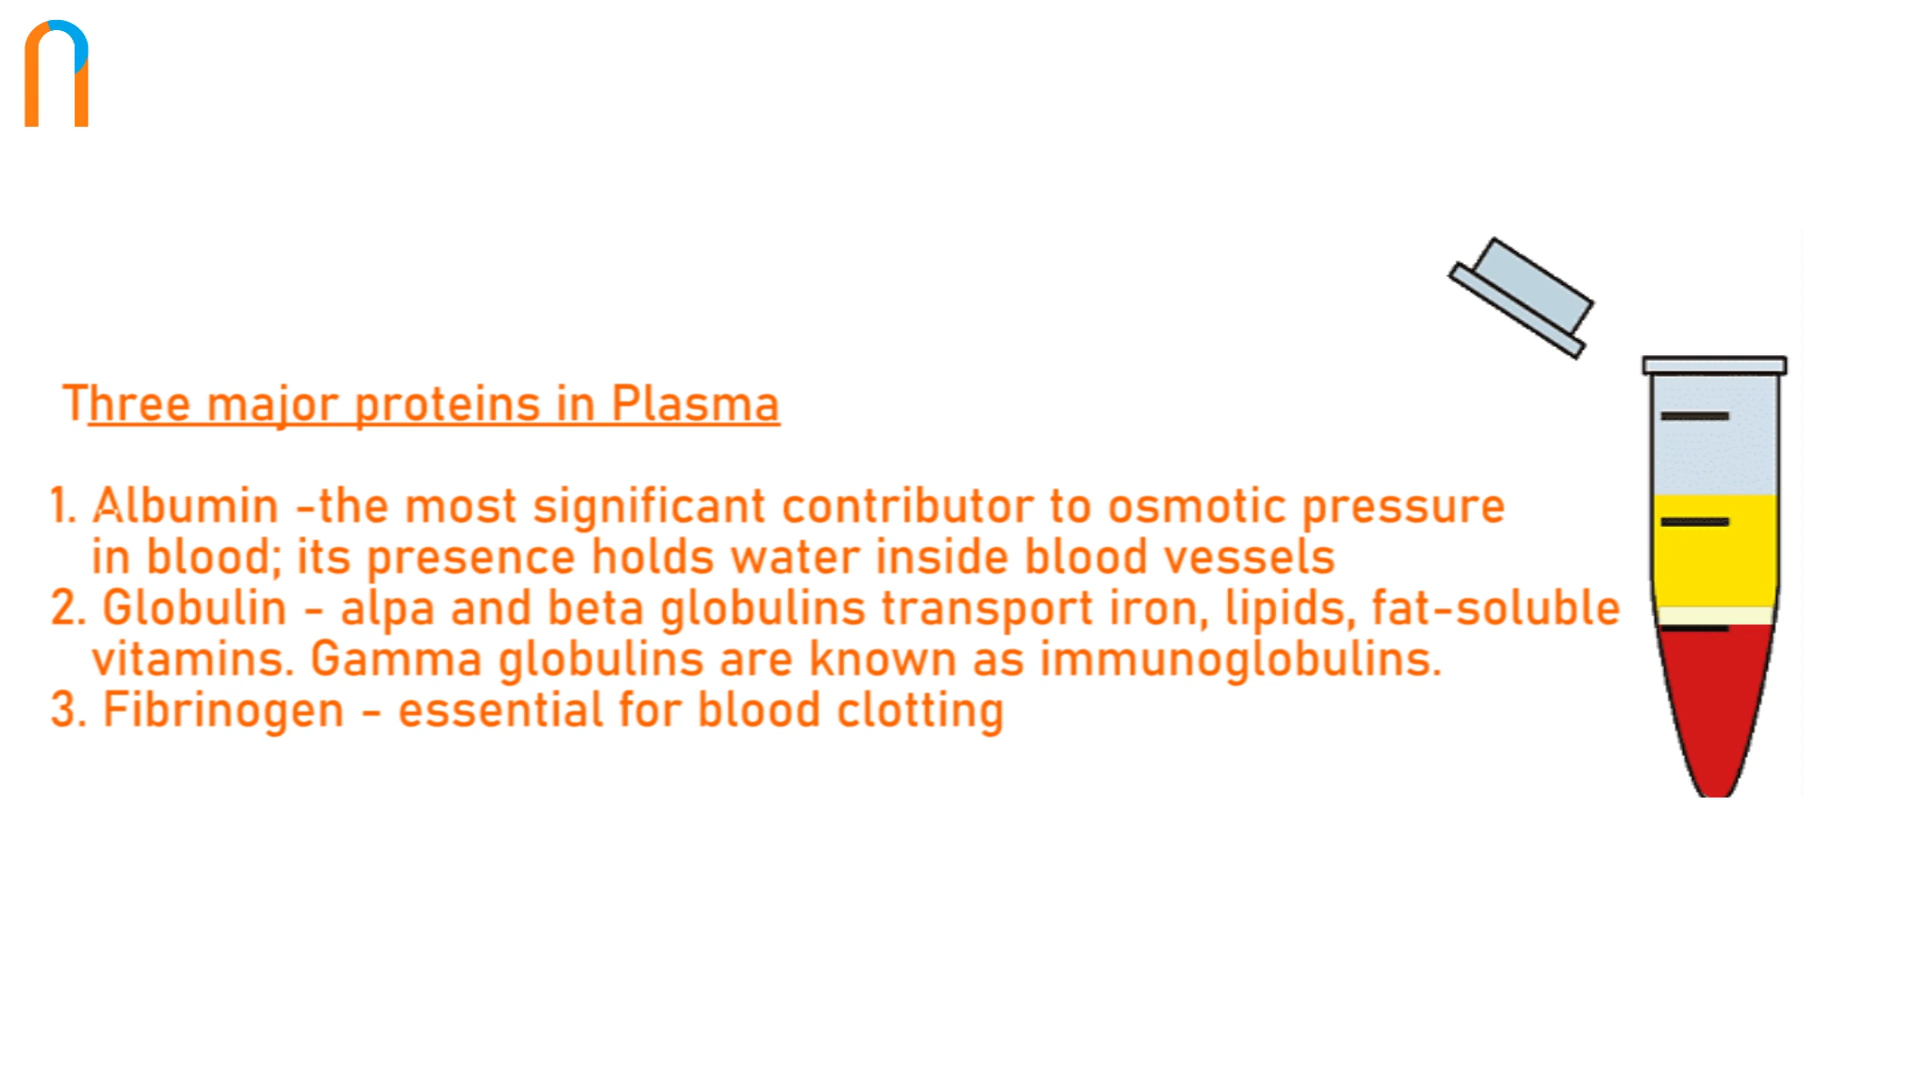 Three major proteins in Plasma
1. Albumin -the most significant contributor to osmotic pressure
in blood; its presence holds water inside blood vessels
2. Globulin - alpa and beta globulins transport iron, lipids, fat-soluble
vitamins. Gamma globulins are known as immunoglobulins.
3. Fibrinogen - essential for blood clotting